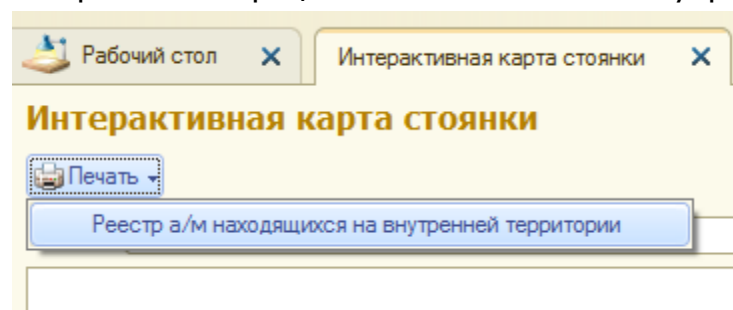 Рабочий стол
Интерактивная карта стоянки
Интерактивная карта стоянки
Печать
Реестр а/м находящихся на внутренней территории